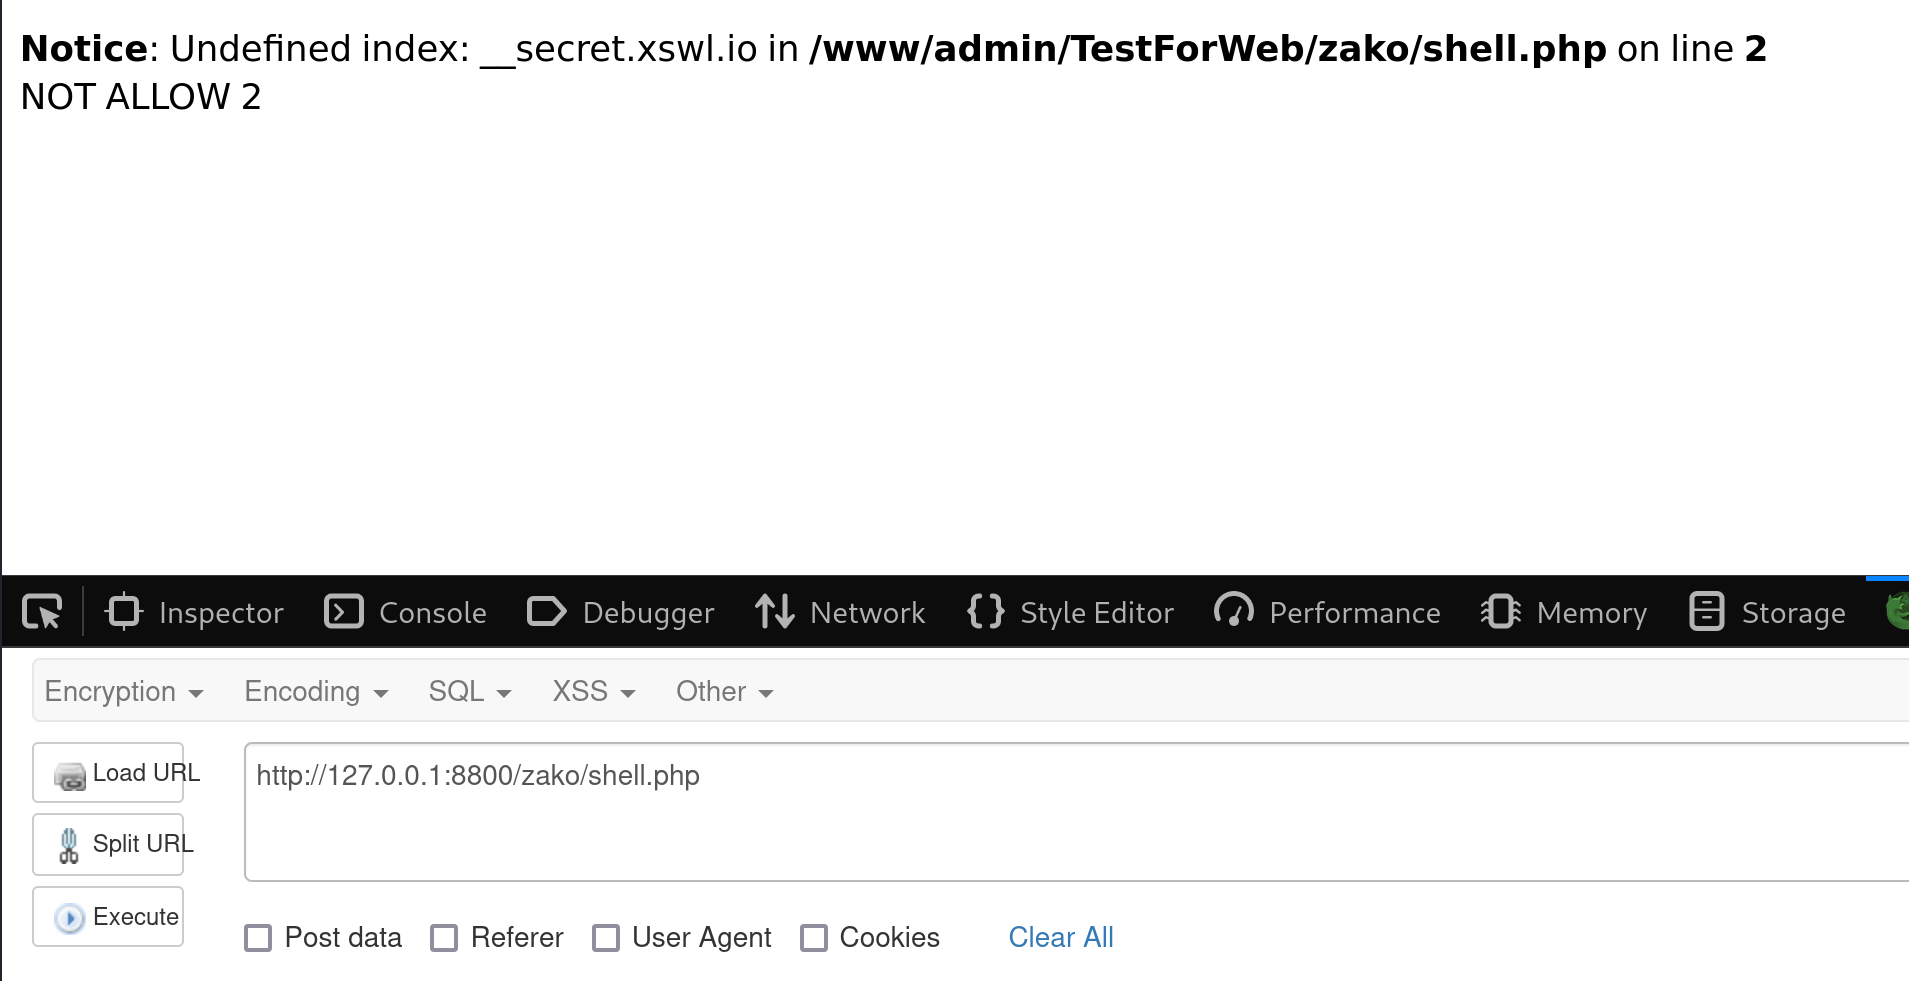 Notice: Undefined index: __secret.xswl.io in /www/admin/TestForWeb/zako/shell.php on line 2
NOT ALLOW 2
Inspector Console Debugger Network Style Editor Performance Memory Storage
Encryption Encoding SQL XSS Other
Load URL
http://127.0.0.1:8800/zako/shell.php
Split URL
Execute
Post data Referer User Agent Cookies Clear All